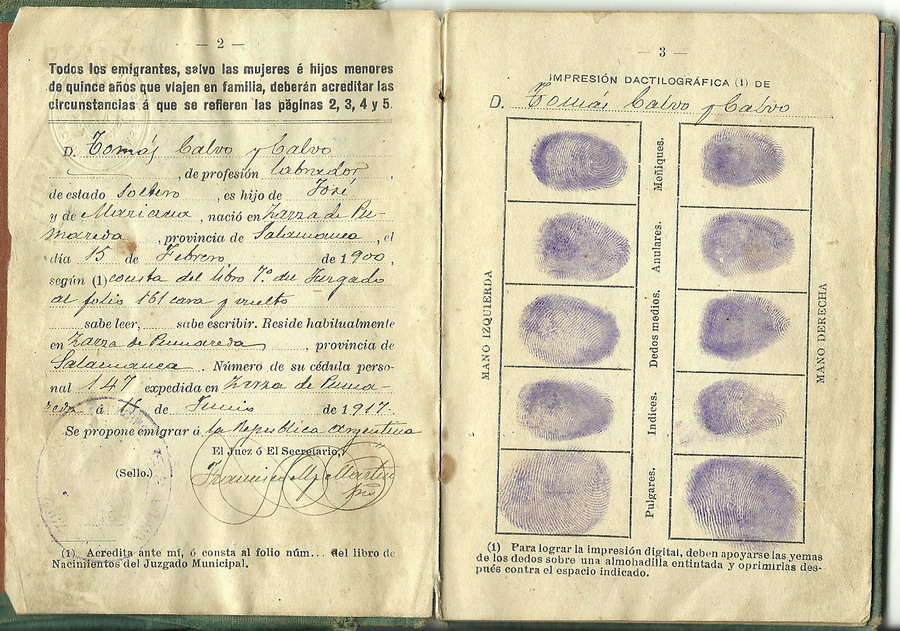 — 2 —
Todos los emigrantes, salvo las mujeres é hijos menores
de quince años que viajen en familia, deberán acreditar las
circunstancias á que se refieren las páginas 2, 3, 4 y 5.
D. Tomás Calvo y Calvo
, de profesión labrador
de estado soltero, es hijo de José
y de Mariana, nació en Zarza de Pu-
mareda, provincia de Salamanca, el
día 15 de Febrero de 1900,
según (1) consta del libro 7º del Juzgado
al folio 161 cara y vuelto
sabe leer, sabe escribir. Reside habitualmente
en Zarza de Pumareda, provincia de
Salamanca. Número de su cédula perso-
nal 147 expedida en Zarza de Puma-
reda á 15 de Junio de 1917.
Se propone emigrar á la Republica Argentina
El Juez ó El Secretario,
(Sello.)
Francisco Martin
(1) Acredita ante mí, ó consta al folio núm... del libro de
Nacimientos del Juzgado Municipal.
— 3 —
IMPRESIÓN DACTILOGRÁFICA (1) DE
D. Tomás Calvo y Calvo
MANO IZQUIERDA
Meñiques.
Anulares.
Dedos medios.
Indices.
Pulgares.
MANO DERECHA
(1) Para lograr la impresión digital, deben apoyarse las yemas
de los dedos sobre una almohadilla entintada y oprimirlas des-
pués contra el espacio indicado.